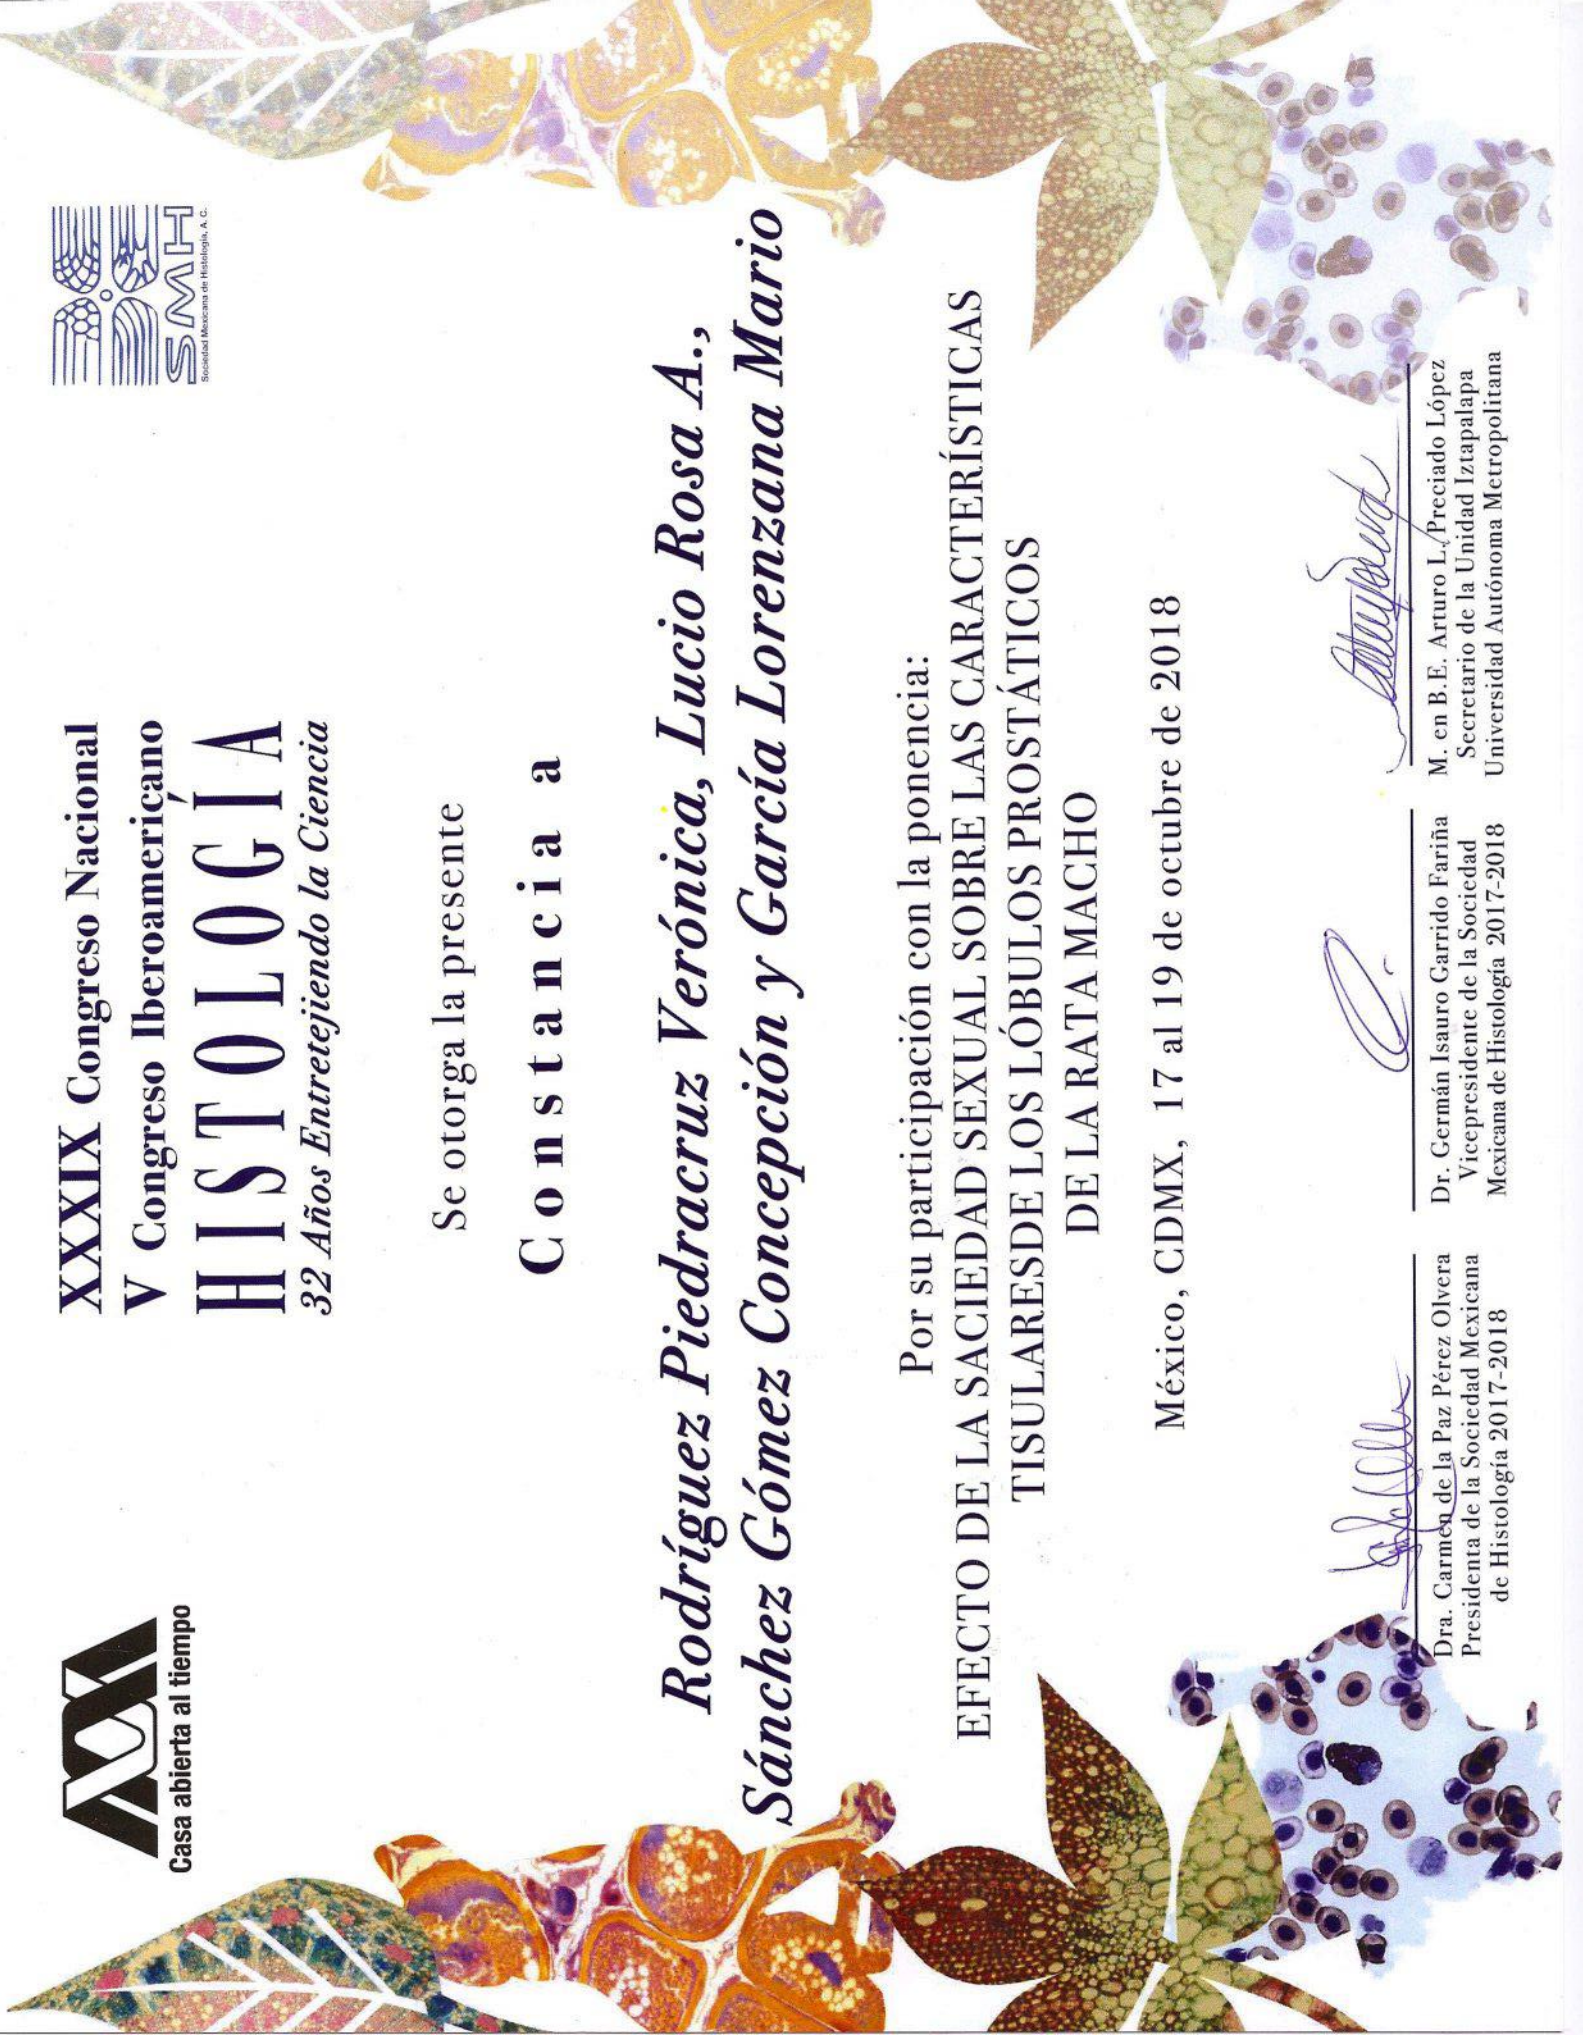 Casa abierta al tiempo
XXXIX Congreso Nacional
V Congreso Iberoamericano
HISTOLOGÍA
32 Años Entretejiendo la Ciencia
SMH
Sociedad Mexicana de Histología, A. C.
Se otorga la presente
Constancia a
Rodríguez Piedracruz Verónica, Lucio Rosa A.,
Sánchez Gómez Concepción y García Lorenzana Mario
Por su participación con la ponencia:
EFECTO DE LA SACIEDAD SEXUAL SOBRE LAS CARACTERÍSTICAS
TISULARESDE LOS LÓBULOS PROSTÁTICOS
DE LA RATA MACHO
México, CDMX, 17 al 19 de octubre de 2018
Dra. Carmen de la Paz Pérez Olvera
Presidenta de la Sociedad Mexicana
de Histología 2017-2018
Dr. Germán Isauro Garrido Fariña
Vicepresidente de la Sociedad
Mexicana de Histología 2017-2018
M. en B.E. Arturo L. Preciado López
Secretario de la Unidad Iztapalapa
Universidad Autónoma Metropolitana